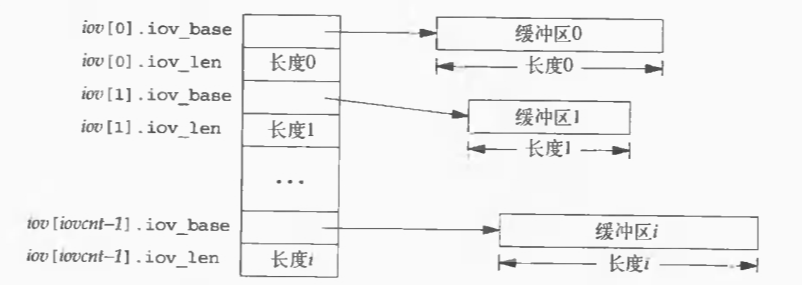 iov[0].iov_base 缓冲区0
iov[0].iov_len 长度0 长度0
iov[1].iov_base 缓冲区1
iov[1].iov_len 长度1 长度1
...
iov[iovcnt-1].iov_base 缓冲区i
iov[iovcnt-1].iov_len 长度i 长度i